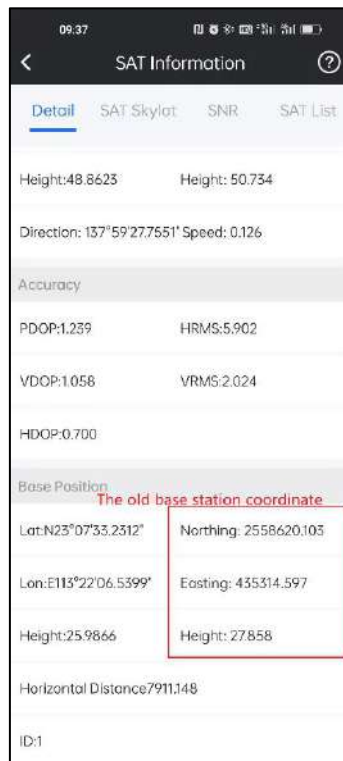 09:37
SAT Information
Detail SAT Skylot SNR SAT List
Height:48.8623 Height: 50.734
Direction: 137°59'27.7551" Speed: 0.126
Accuracy
PDOP:1.239 HRMS:5.902
VDOP:1.058 VRMS:2.024
HDOP:0.700
Base Position
The old base station coordinate
Lat:N23°07'33.2312" Northing: 2558620.103
Lon:E113°22'06.5399" Easting: 435314.597
Height:25.9866 Height: 27.858
Horizontal Distance7911.148
ID:1